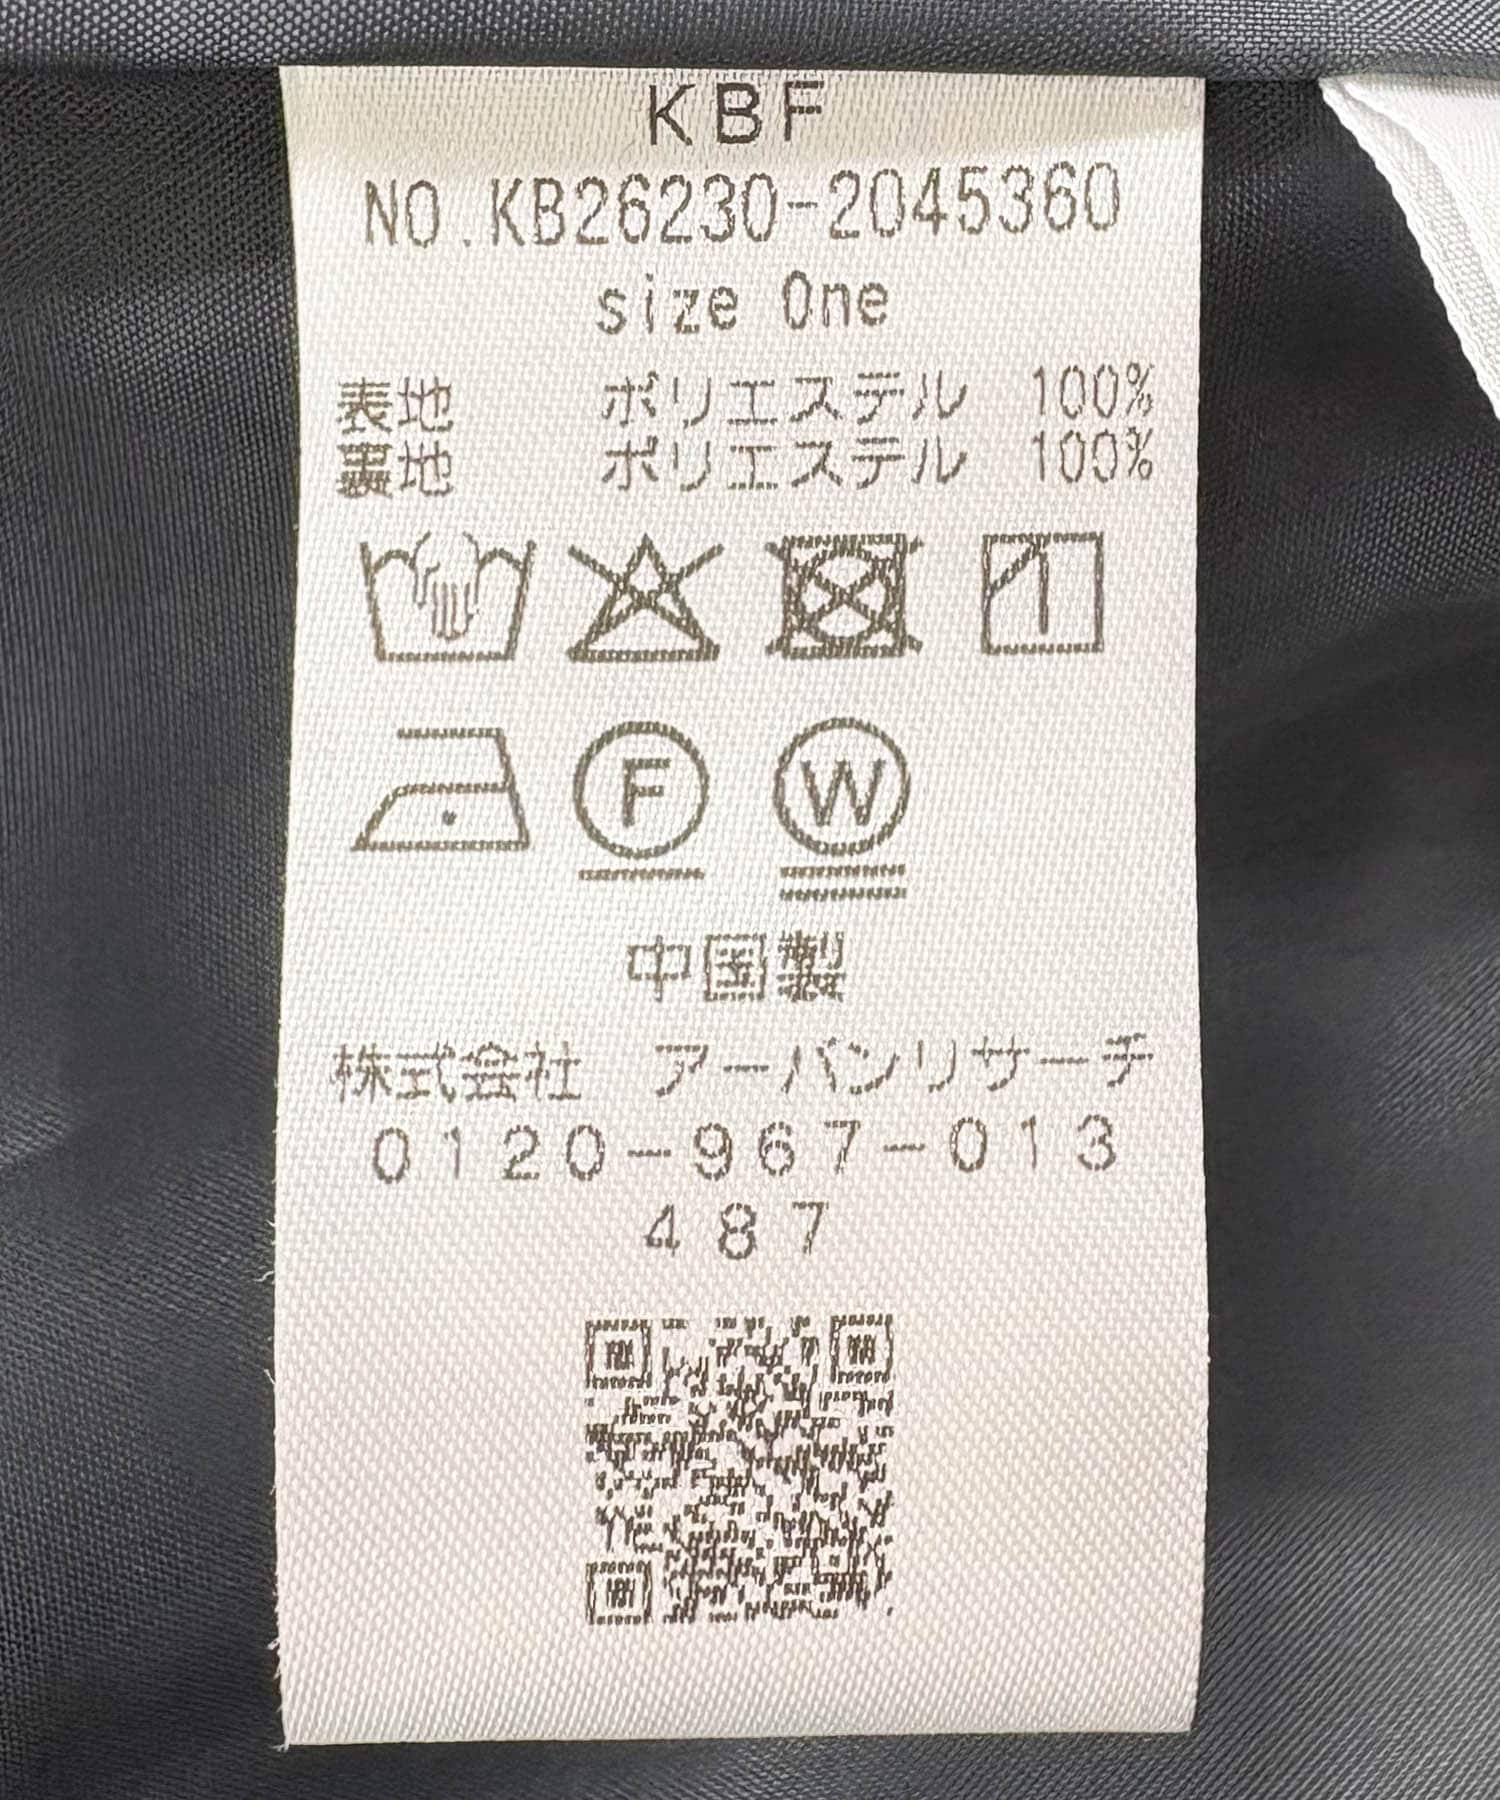 KBF
NO.KB26230-2045360
size One
表地 ポリエステル 100%
裏地 ポリエステル 100%
F W
中国製
株式会社 アーバンリサーチ
0120-967-013
487